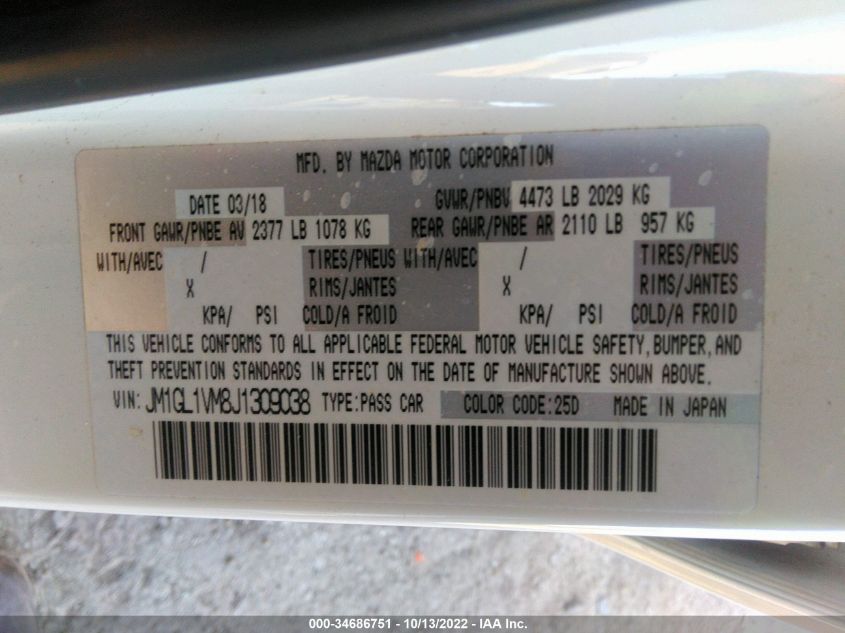 MFD. BY MAZDA MOTOR CORPORATION
DATE 03/18 GVWR/PNBV 4473 LB 2029 KG
FRONT GAWR/PNBE AV 2377 LB 1078 KG REAR GAWR/PNBE AR 2110 LB 957 KG
WITH/AVEC / TIRES/PNEUS WITH/AVEC / TIRES/PNEUS
X RIMS/JANTES X RIMS/JANTES
KPA/ PSI COLD/A FROID KPA/ PSI COLD/A FROID
THIS VEHICLE CONFORMS TO ALL APPLICABLE FEDERAL MOTOR VEHICLE SAFETY, BUMPER, AND
THEFT PREVENTION STANDARDS IN EFFECT ON THE DATE OF MANUFACTURE SHOWN ABOVE.
VIN: JM1GL1VM8J1309038 TYPE:PASS CAR COLOR CODE:25D MADE IN JAPAN
000-34686751 - 10/13/2022 - IAA Inc.